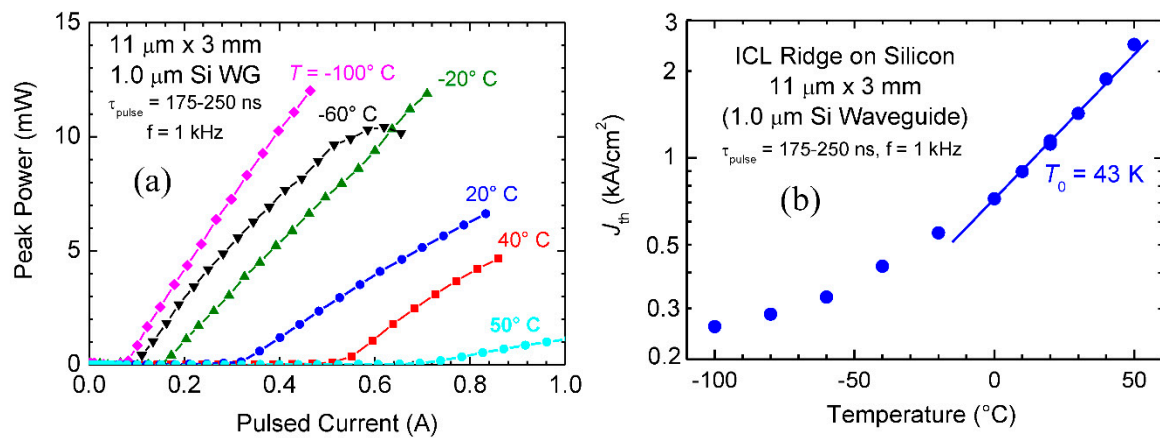 15
10
5
0
Peak Power (mW)
11 μm x 3 mm
1.0 μm Si WG
τpulse = 175-250 ns
f = 1 kHz
(a)
T = -100° C
-60° C
-20° C
20° C
40° C
50° C
0.0 0.2 0.4 0.6 0.8 1.0
Pulsed Current (A)
2
1
0.5
0.3
0.2
Jth (kA/cm²)
ICL Ridge on Silicon
11 μm x 3 mm
(1.0 μm Si Waveguide)
τpulse = 175-250 ns, f = 1 kHz
T0 = 43 K
(b)
-100 -50 0 50
Temperature (°C)